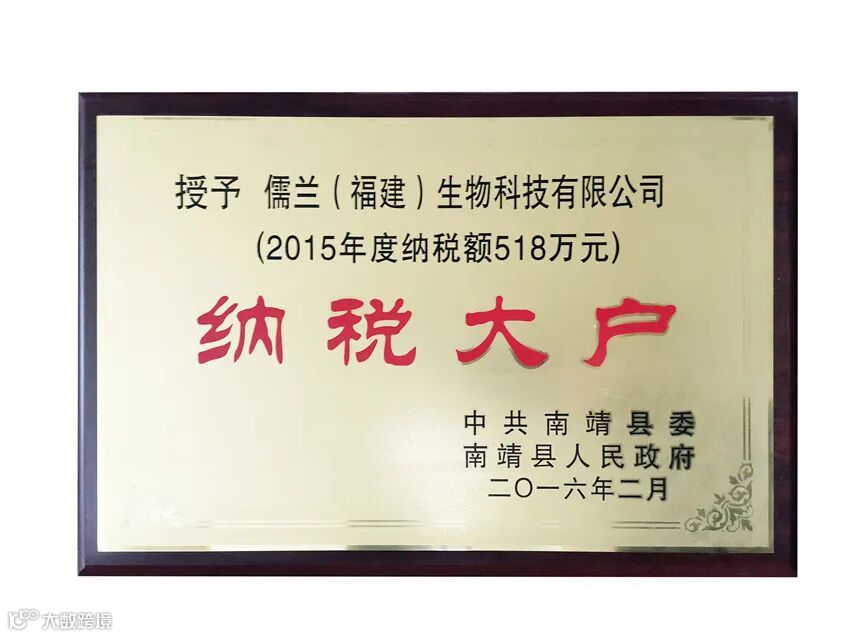 授予 儒兰(福建)生物科技有限公司
(2015年度纳税额518万元)
纳税大户
中共南靖县委
南靖县人民政府
二〇一六年二月
大数跨境